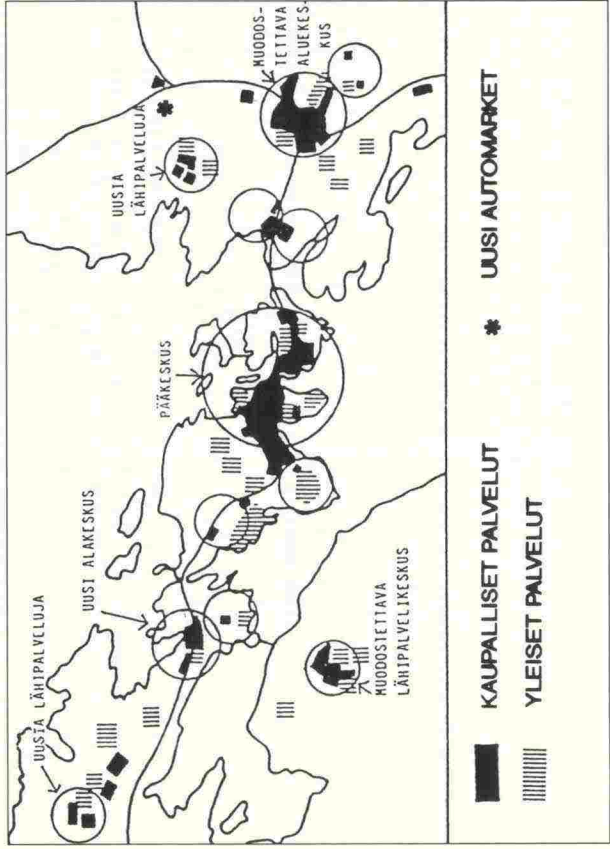 UUSIA LÄHIPALVELUJA
UUSI ALAKESKUS
PÄÄKESKUS
UUSIA
LÄHIPALVELUJA
MUODOS-
TETTAVA
ALUEKES-
KUS
MUODOSTETTAVA
LÄHIPALVELIKESKUS
KAUPALLISET PALVELUT
UUSI AUTOMARKET
YLEISET PALVELUT